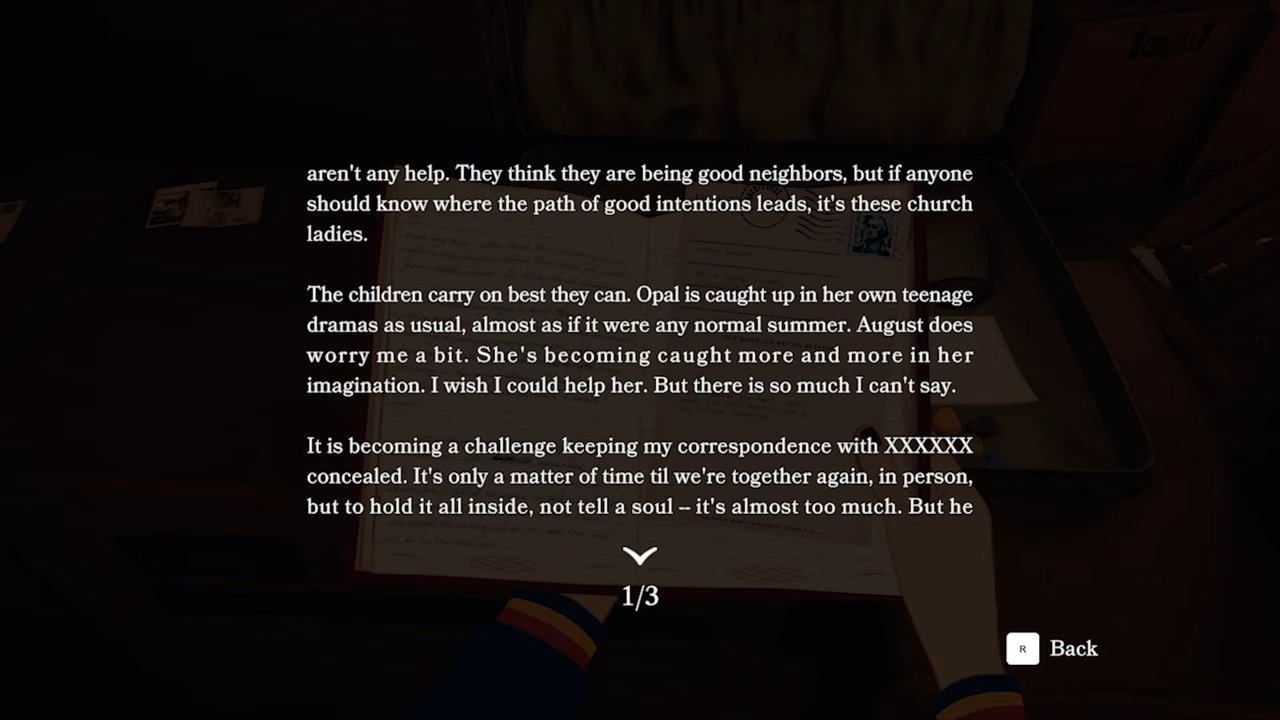 aren't any help. They think they are being good neighbors, but if anyone
should know where the path of good intentions leads, it's these church
ladies.
The children carry on best they can. Opal is caught up in her own teenage
dramas as usual, almost as if it were any normal summer. August does
worry me a bit. She's becoming caught more and more in her
imagination. I wish I could help her. But there is so much I can't say.
It is becoming a challenge keeping my correspondence with XXXXXX
concealed. It's only a matter of time til we're together again, in person,
but to hold it all inside, not tell a soul – it's almost too much. But he
1/3
R Back
FRAGILE